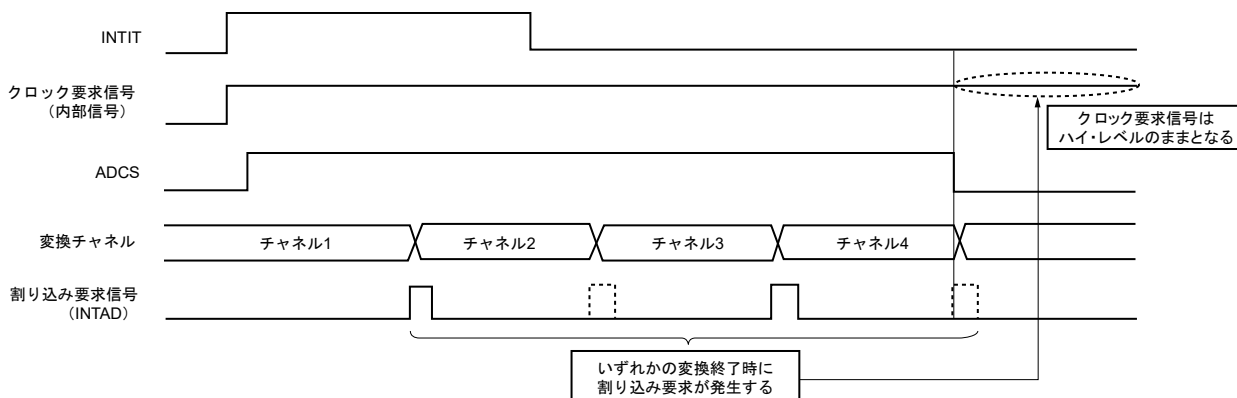 INTIT
クロック要求信号
（内部信号）
クロック要求信号は
ハイ・レベルのままとなる
ADCS
変換チャネル
チャネル1
チャネル2
チャネル3
チャネル4
割り込み要求信号
（INTAD）
いずれかの変換終了時に
割り込み要求が発生する